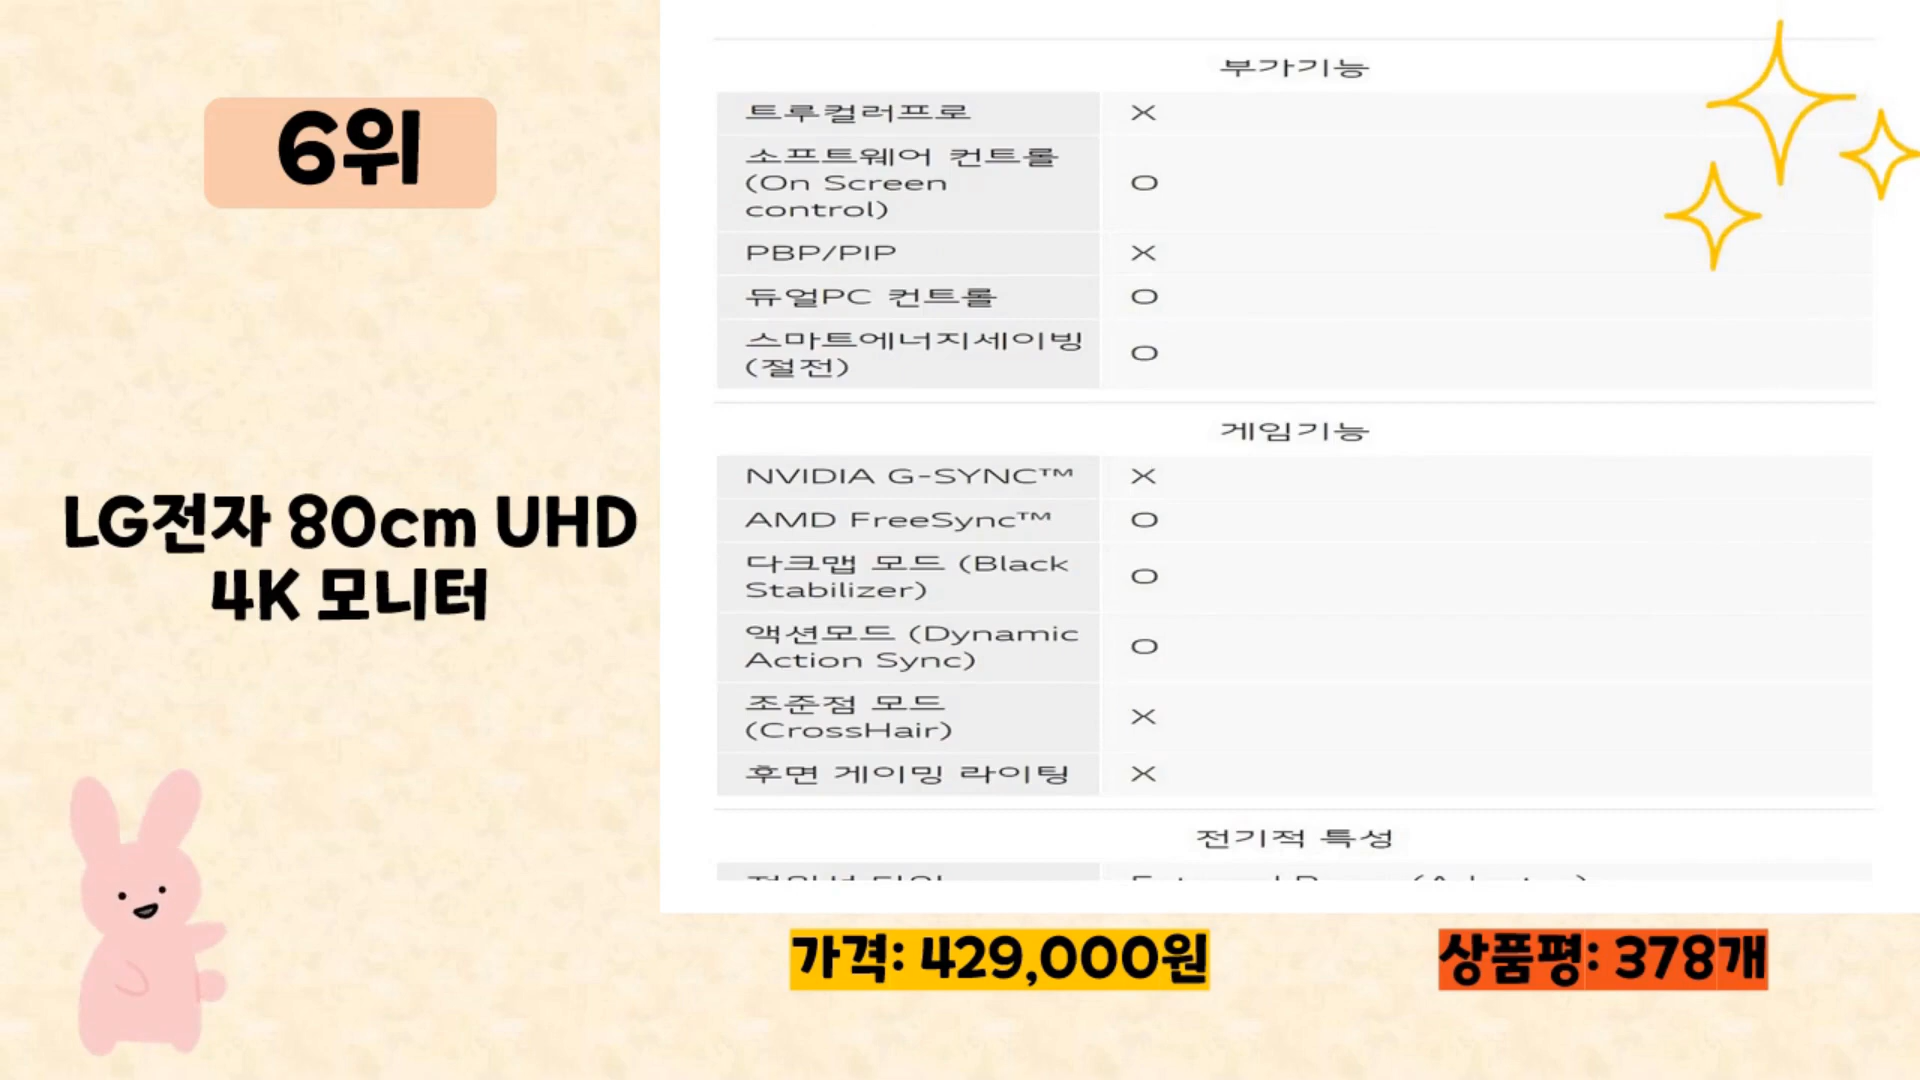 6위
LG전자 80cm UHD
4K 모니터
부가기능
트루컬러프로 X
소프트웨어 컨트롤
(On Screen
control) O
PBP/PIP X
듀얼PC 컨트롤 O
스마트에너지세이빙
(절전) O
게임기능
NVIDIA G-SYNC™ X
AMD FreeSync™ O
다크맵 모드 (Black
Stabilizer) O
액션모드 (Dynamic
Action Sync) O
조준점 모드
(CrossHair) X
후면 게이밍 라이팅 X
전기적 특성
가격: 429,000원
상품평: 378개